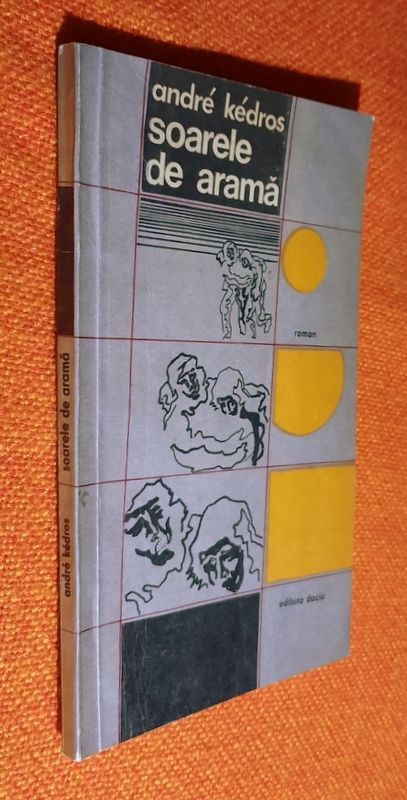 andré kédros
soarele
de aramă
roman
editura dacia
andré kédros soarele de aramă